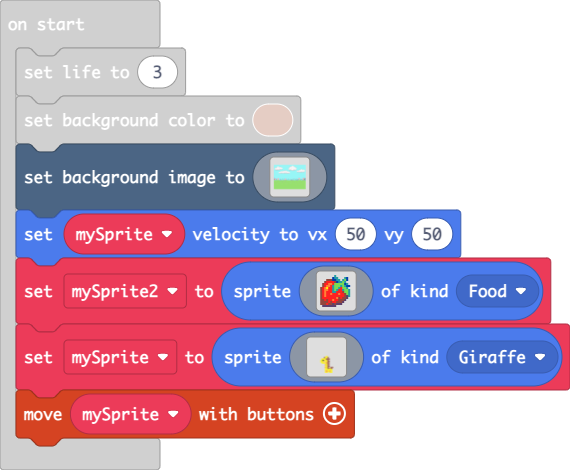 on start
set life to 3
set background color to
set background image to
set mySprite velocity to vx 50 vy 50
set mySprite2 to sprite of kind Food
set mySprite to sprite of kind Giraffe
move mySprite with buttons